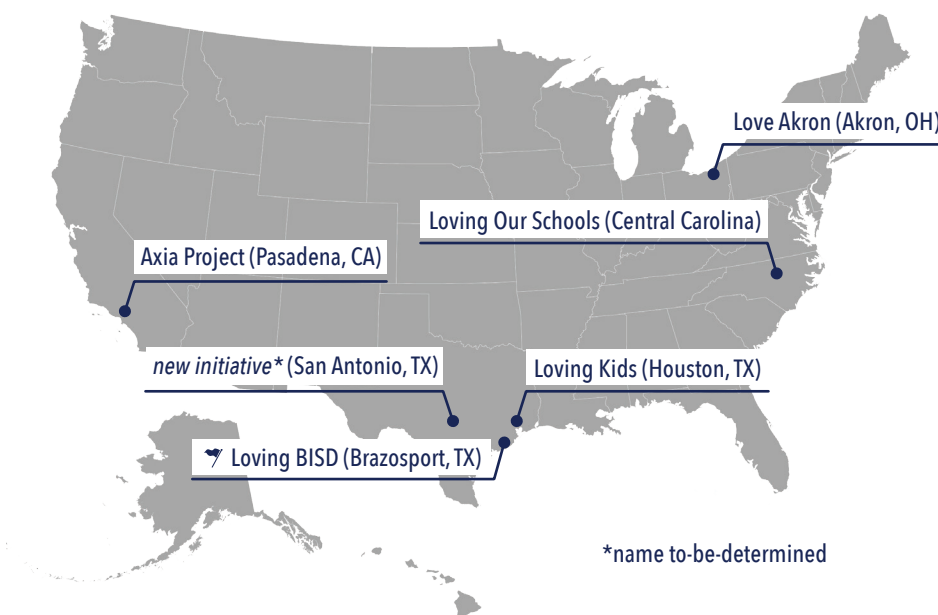 Love Akron (Akron, OH)
Loving Our Schools (Central Carolina)
Axia Project (Pasadena, CA)
new initiative* (San Antonio, TX)
Loving Kids (Houston, TX)
Loving BISD (Brazosport, TX)
*name to-be-determined